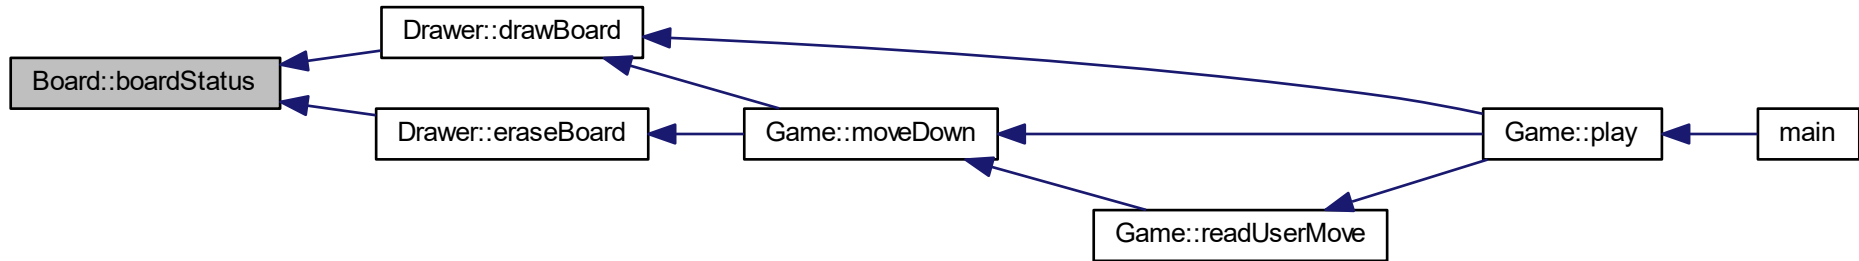 Drawer::drawBoard
Board::boardStatus
Drawer::eraseBoard
Game::moveDown
Game::play
main
Game::readUserMove